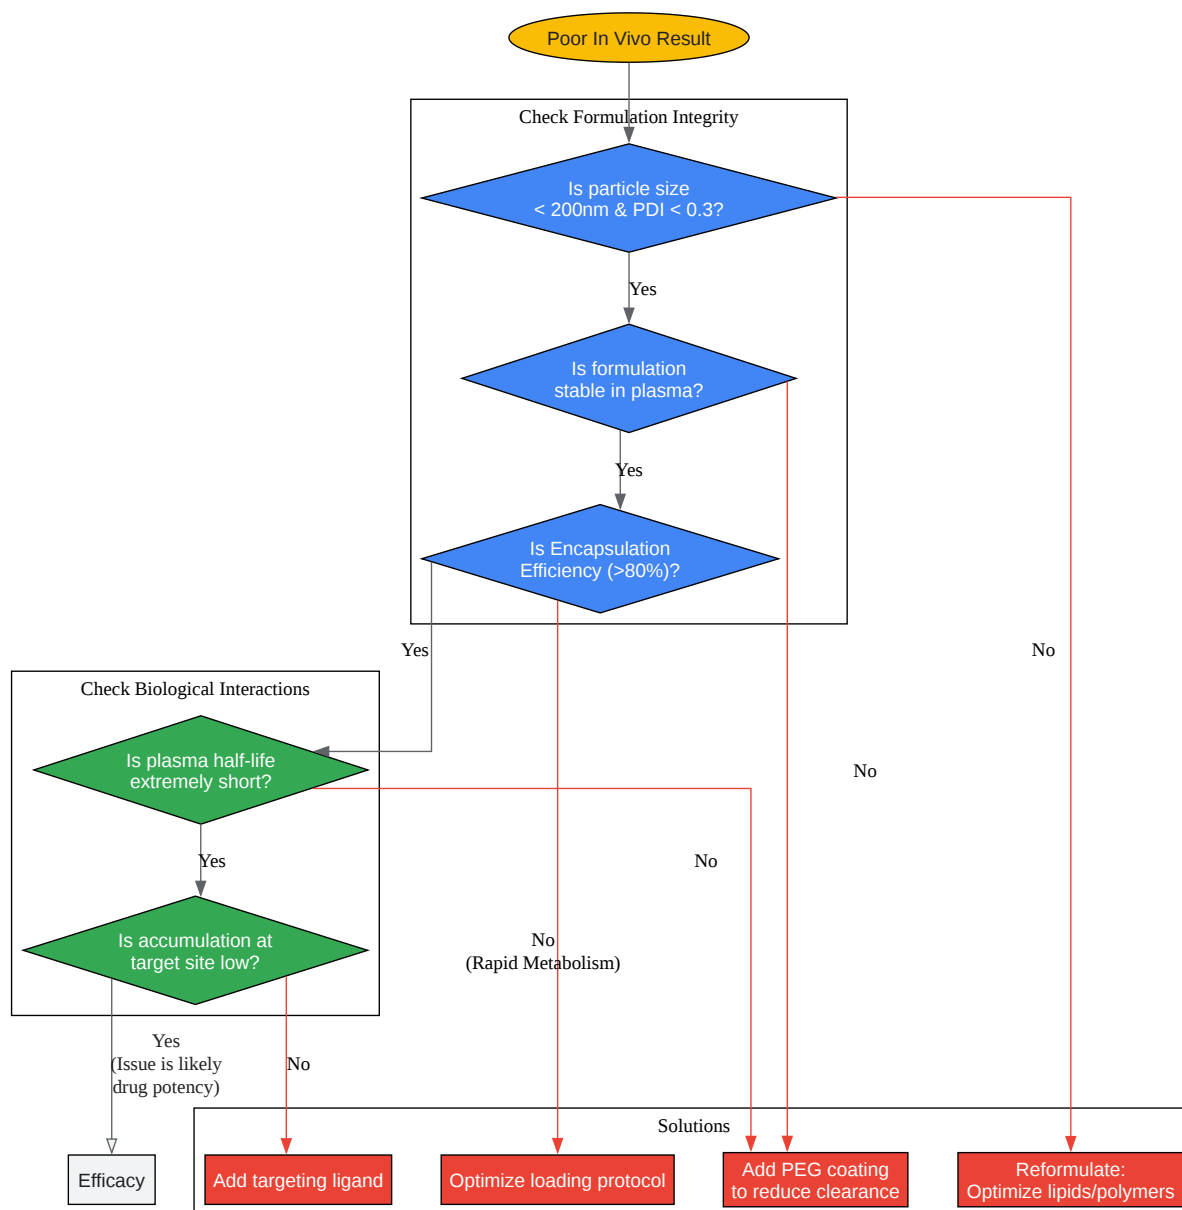 Poor In Vivo Result
Check Formulation Integrity
Is particle size
< 200nm & PDI < 0.3?
Yes
Is formulation
stable in plasma?
Yes
Is Encapsulation
Efficiency (>80%)?
Yes
No
Check Biological Interactions
Is plasma half-life
extremely short?
No
Yes
No
Is accumulation at
target site low?
No
(Rapid Metabolism)
Yes
(Issue is likely
drug potency)
No
Solutions
Efficacy
Add targeting ligand
Optimize loading protocol
Add PEG coating
to reduce clearance
Reformulate:
Optimize lipids/polymers